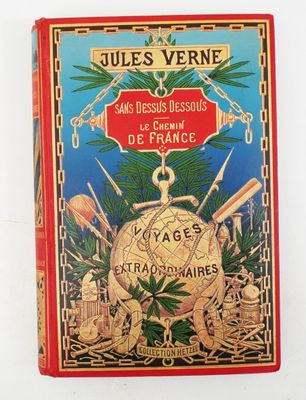 JULES VERNE
SANS DESSUS DESSOUS
LE CHEMIN
DE FRANCE
VOYAGES
EXTRAORDINAIRES
COLLECTION HETZEL